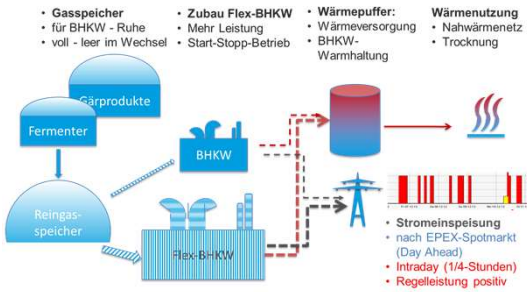 • Gasspeicher
• für BHKW - Ruhe
• voll - leer im Wechsel
• Zubau Flex-BHKW
• Mehr Leistung
• Start-Stopp-Betrieb
• Wärmepuffer:
• Wärmeversorgung
• BHKW-
Warmhaltung
Wärmenutzung
• Nahwärmenetz
• Trocknung
Gärprodukte
Fermenter
BHKW
Reingas-
speicher
Flex-BHKW
• Stromeinspeisung
• nach EPEX-Spotmarkt
(Day Ahead)
• Intraday (1/4-Stunden)
• Regelleistung positiv